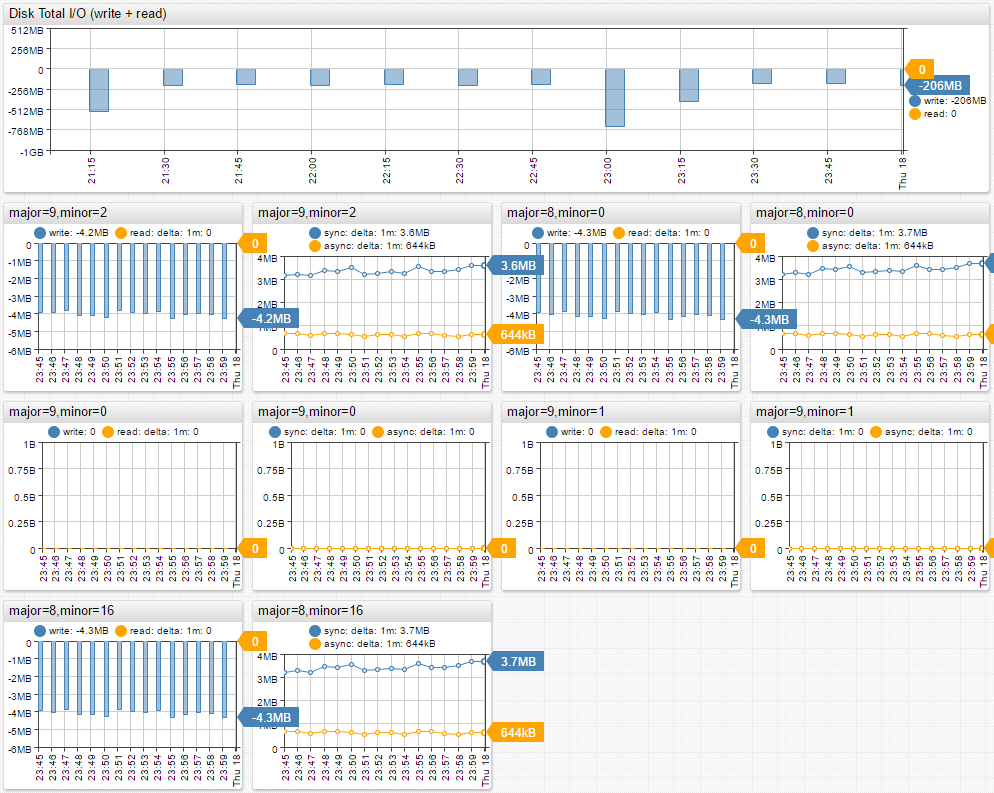 Disk Total I/O (write + read)
512MB
256MB
0
-256MB
-512MB
-768MB
-1GB
0
-206MB
write: -206MB
read: 0
21:15 21:30 21:45 22:00 22:15 22:30 22:45 23:00 23:15 23:30 23:45 Thu 18
major=9,minor=2
write: -4.2MB read: delta: 1m: 0
0
-1MB
-2MB
-3MB
-4MB
-5MB
-6MB
0
-4.2MB
23:45 23:46 23:47 23:48 23:49 23:50 23:51 23:52 23:53 23:54 23:55 23:56 23:57 23:58 23:59 Thu 18
major=9,minor=2
sync: delta: 1m: 3.6MB
async: delta: 1m: 644kB
4MB
3MB
2MB
0
3.6MB
644kB
23:45 23:46 23:47 23:48 23:49 23:50 23:51 23:52 23:53 23:54 23:55 23:56 23:57 23:58 23:59 Thu 18
major=8,minor=0
write: -4.3MB read: delta: 1m: 0
0
-1MB
-2MB
-3MB
-4MB
-5MB
-6MB
0
-4.3MB
23:45 23:46 23:47 23:48 23:49 23:50 23:51 23:52 23:53 23:54 23:55 23:56 23:57 23:58 23:59 Thu 18
major=8,minor=0
sync: delta: 1m: 3.7MB
async: delta: 1m: 644kB
4MB
3MB
2MB
0
23:45 23:46 23:47 23:48 23:49 23:50 23:51 23:52 23:53 23:54 23:55 23:56 23:57 23:58 23:59 Thu 18
major=9,minor=0
write: 0 read: delta: 1m: 0
1B
0.75B
0.5B
0.25B
0
0
23:45 23:46 23:47 23:48 23:49 23:50 23:51 23:52 23:53 23:54 23:55 23:56 23:57 23:58 23:59 Thu 18
major=9,minor=0
sync: delta: 1m: 0 async: delta: 1m: 0
1B
0.75B
0.5B
0.25B
0
0
23:45 23:46 23:47 23:48 23:49 23:50 23:51 23:52 23:53 23:54 23:55 23:56 23:57 23:58 23:59 Thu 18
major=9,minor=1
write: 0 read: delta: 1m: 0
1B
0.75B
0.5B
0.25B
0
0
23:45 23:46 23:47 23:48 23:49 23:50 23:51 23:52 23:53 23:54 23:55 23:56 23:57 23:58 23:59 Thu 18
major=9,minor=1
sync: delta: 1m: 0 async: delta: 1m: 0
1B
0.75B
0.5B
0.25B
0
23:45 23:46 23:47 23:48 23:49 23:50 23:51 23:52 23:53 23:54 23:55 23:56 23:57 23:58 23:59 Thu 18
major=8,minor=16
write: -4.3MB read: delta: 1m: 0
0
-1MB
-2MB
-3MB
-4MB
-5MB
-6MB
0
-4.3MB
23:45 23:46 23:47 23:48 23:49 23:50 23:51 23:52 23:53 23:54 23:55 23:56 23:57 23:58 23:59 Thu 18
major=8,minor=16
sync: delta: 1m: 3.7MB
async: delta: 1m: 644kB
4MB
3MB
2MB
0
3.7MB
644kB
23:45 23:46 23:47 23:48 23:49 23:50 23:51 23:52 23:53 23:54 23:55 23:56 23:57 23:58 23:59 Thu 18